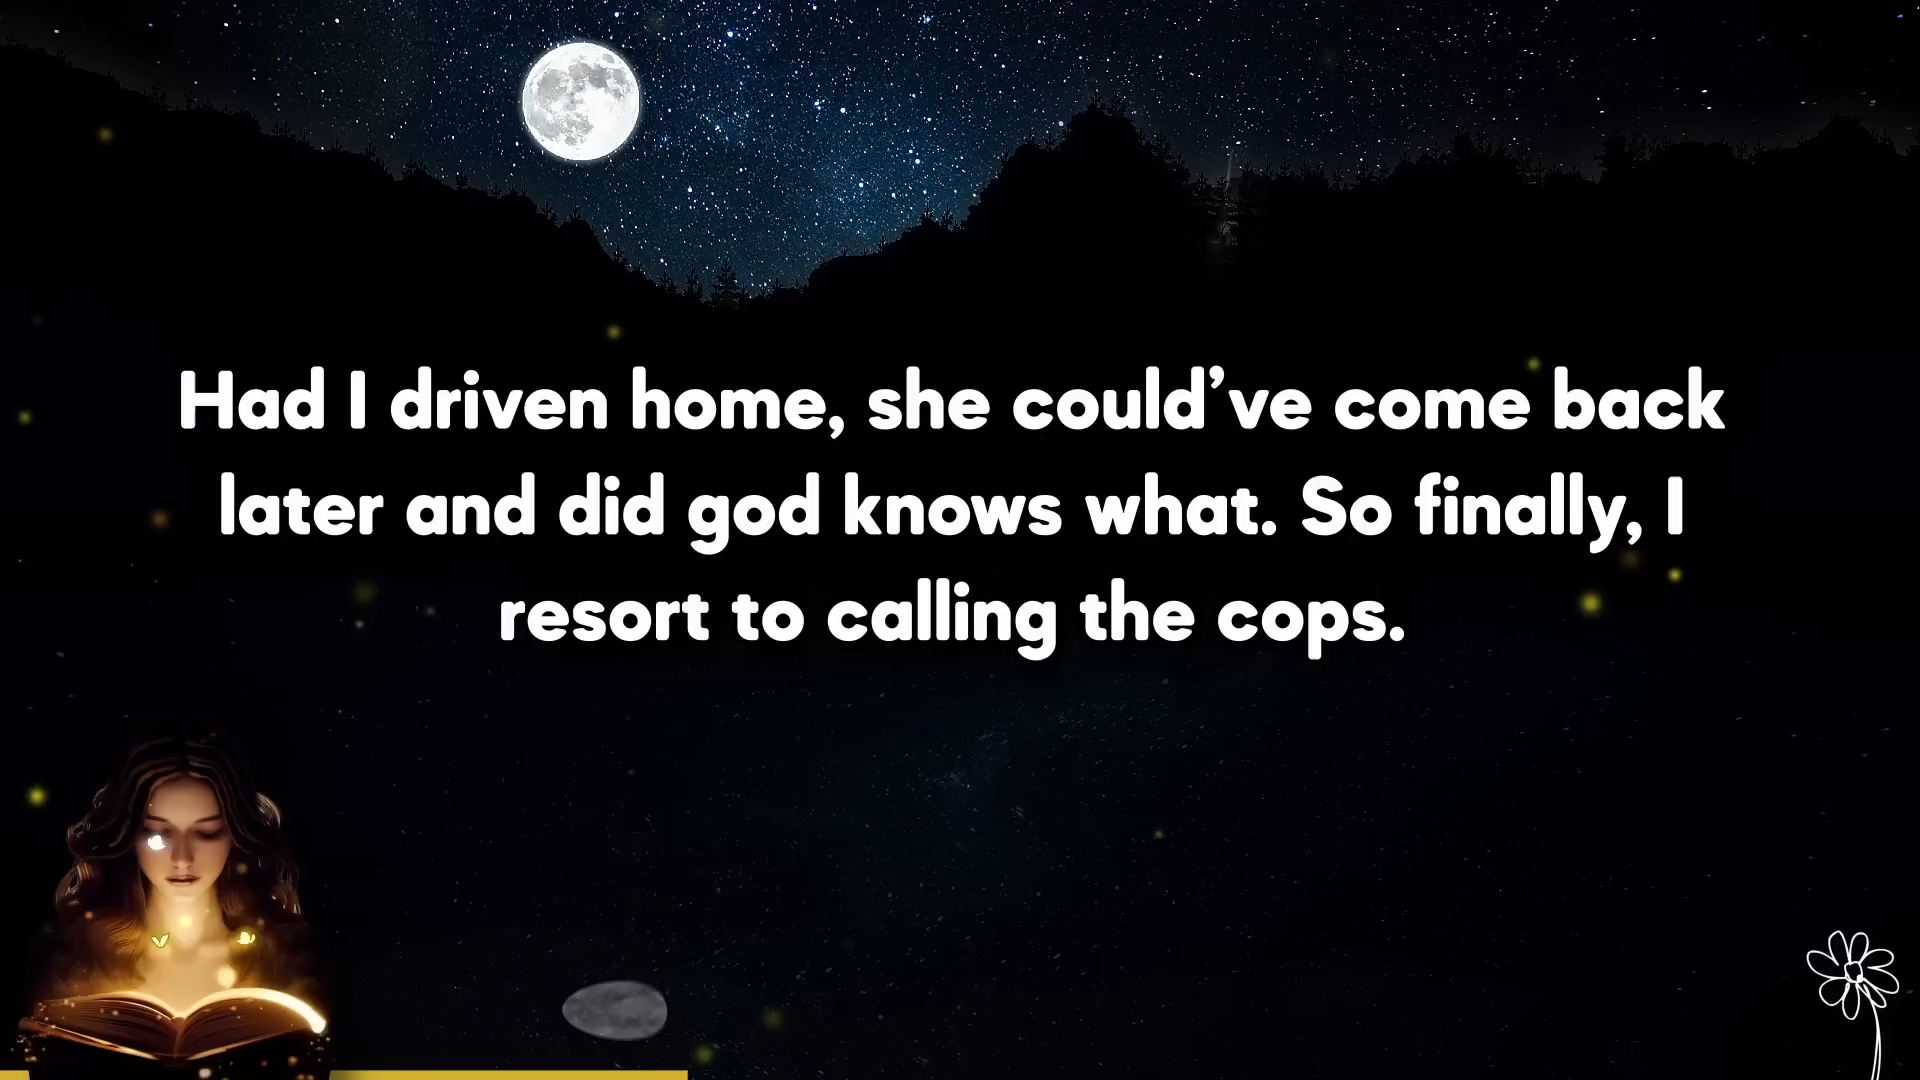 Had I driven home, she could’ve come back
later and did god knows what. So finally, I
resort to calling the cops.